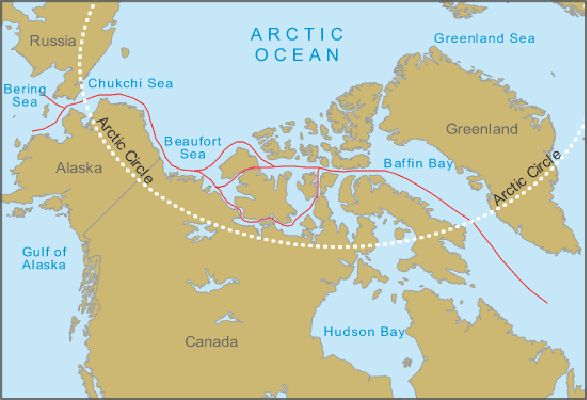 ARCTIC
OCEAN
Greenland Sea
Russia
Bering
Sea
Chukchi Sea
Beaufort
Sea
Arctic Circle
Greenland
Baffin Bay
Arctic Circle
Alaska
Gulf of
Alaska
Canada
Hudson Bay